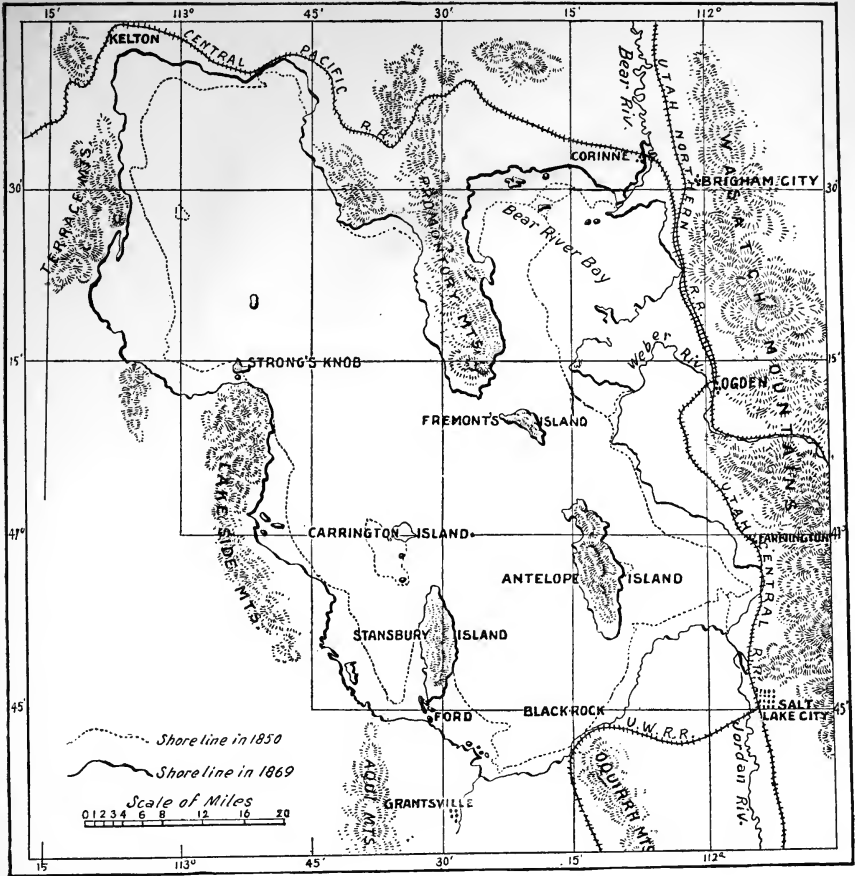 15' 113° 45' 30' 15' 112°
KELTON
CENTRAL PACIFIC R.R.
Bear Riv.
UTAH NORTHERN R.R.
WASATCH MOUNTAINS
CORINNE
30' BRIGHAM CITY 30'
TERRACE MTS.
PROMONTORY MTS.
Bear River Bay
15' STRONG'S KNOB 15'
Weber Riv.
OGDEN
FREMONTS ISLAND
LAKE SIDE MTS.
UTAH CENTRAL R.R.
41° CARRINGTON ISLAND 41°
FARMINGTON
ANTELOPE ISLAND
STANSBURY ISLAND
45' FORD BLACK ROCK 45'
SALT
LAKE CITY
U.W.R.R.
Jordan Riv.
Shore line in 1850
Shore line in 1869
Scale of Miles
0 1 2 3 4 6 8 12 16 20
AQUI MTS.
GRANTSVILLE
OQUIRRH MTS
15' 113° 45' 30' 15' 112°